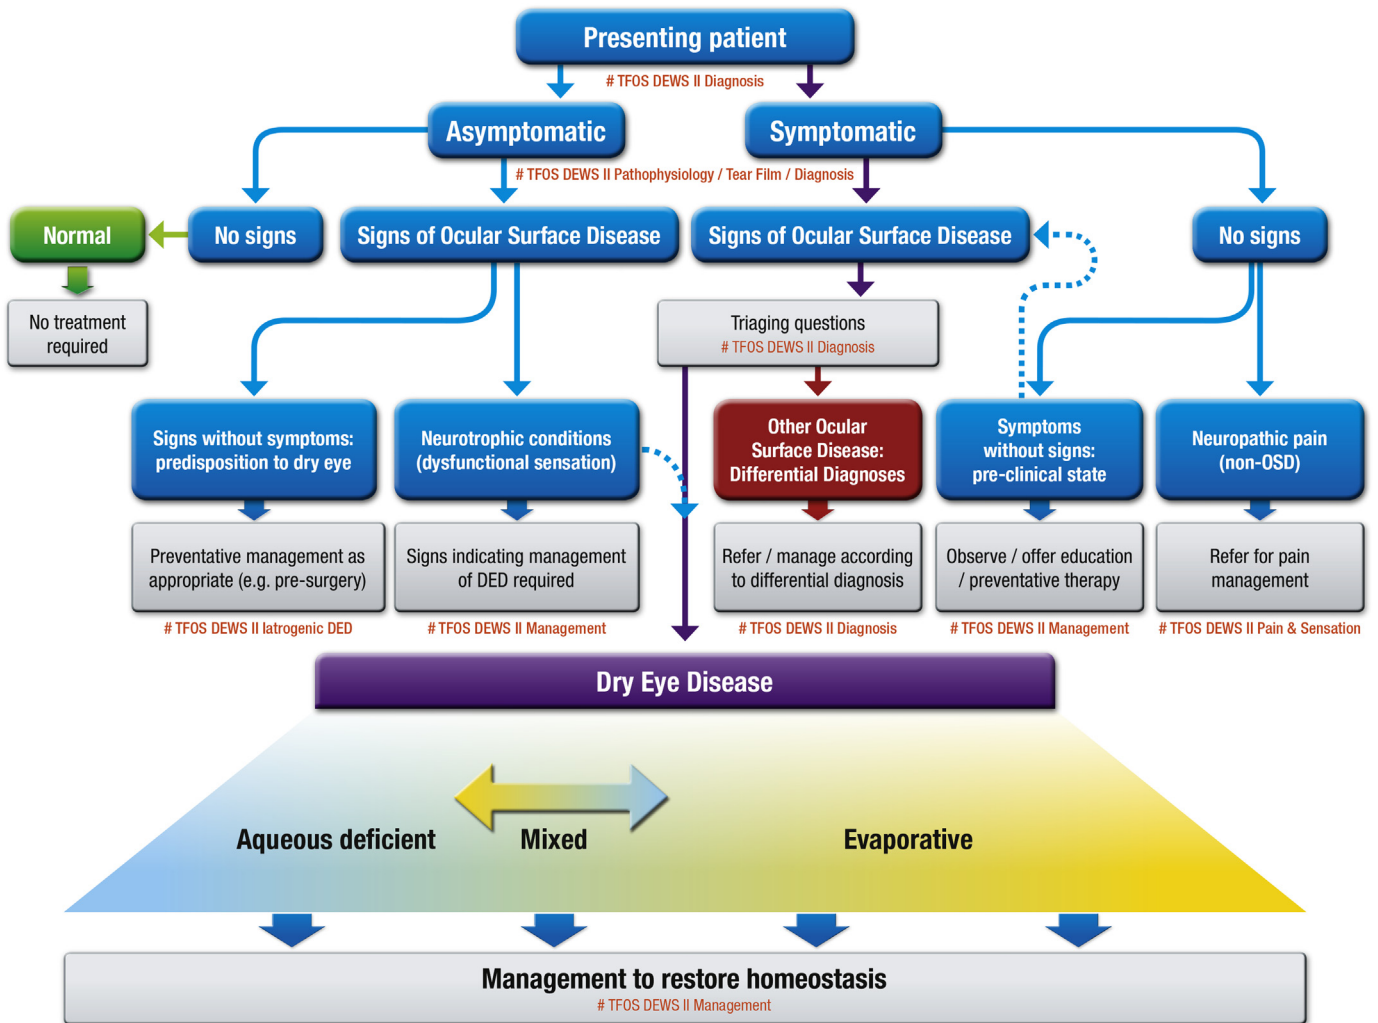 Presenting patient
# TFOS DEWS II Diagnosis
Asymptomatic
Symptomatic
# TFOS DEWS II Pathophysiology / Tear Film / Diagnosis
Normal
No signs
Signs of Ocular Surface Disease
Signs of Ocular Surface Disease
No signs
No treatment
required
Triaging questions
# TFOS DEWS II Diagnosis
Signs without symptoms:
predisposition to dry eye
Neurotrophic conditions
(dysfunctional sensation)
Other Ocular
Surface Disease:
Differential Diagnoses
Symptoms
without signs:
pre-clinical state
Neuropathic pain
(non-OSD)
Preventative management as
appropriate (e.g. pre-surgery)
Signs indicating management
of DED required
Refer / manage according
to differential diagnosis
Observe / offer education
/ preventative therapy
Refer for pain
management
# TFOS DEWS II Iatrogenic DED
# TFOS DEWS II Management
# TFOS DEWS II Diagnosis
# TFOS DEWS II Management
# TFOS DEWS II Pain & Sensation
Dry Eye Disease
Aqueous deficient
Mixed
Evaporative
Management to restore homeostasis
# TFOS DEWS II Management